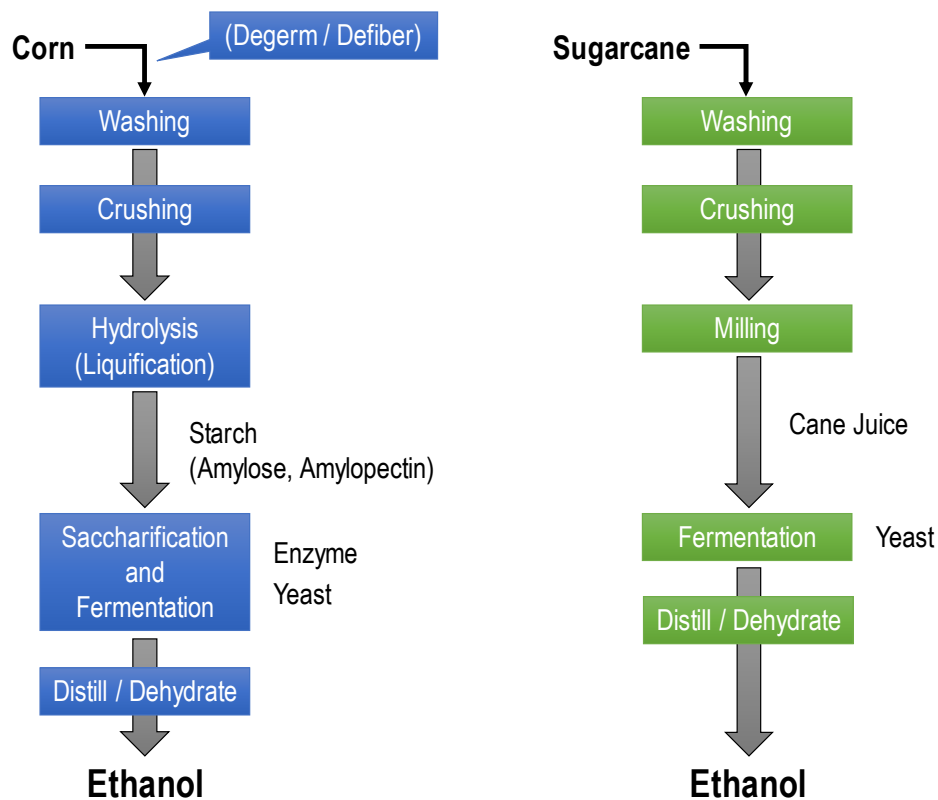 Corn
(Degerm / Defiber)
Washing
Crushing
Hydrolysis
(Liquification)
Starch
(Amylose, Amylopectin)
Saccharification
and
Fermentation
Enzyme
Yeast
Distill / Dehydrate
Ethanol
Sugarcane
Washing
Crushing
Milling
Cane Juice
Fermentation
Yeast
Distill / Dehydrate
Ethanol